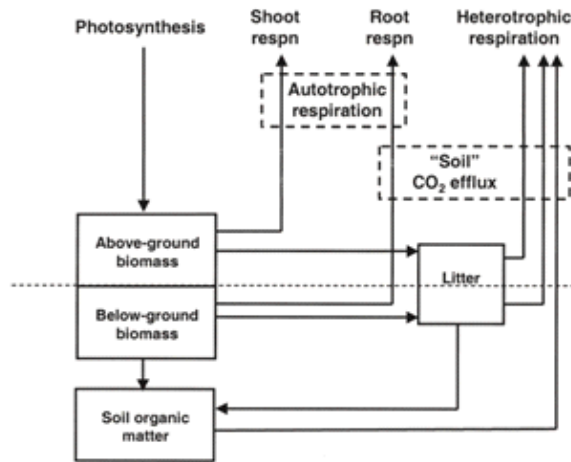 Photosynthesis
Shoot
respn
Root
respn
Heterotrophic
respiration
Autotrophic
respiration
“Soil”
CO₂ efflux
Above-ground
biomass
Litter
Below-ground
biomass
Soil organic
matter